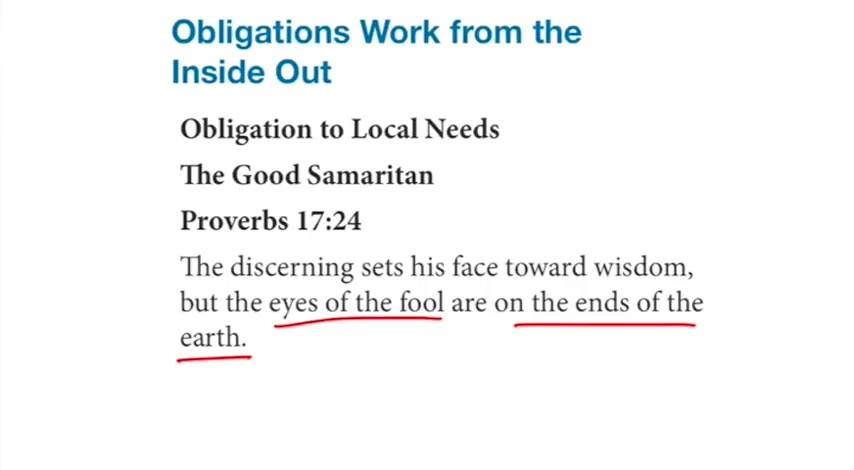 Obligations Work from the
Inside Out
Obligation to Local Needs
The Good Samaritan
Proverbs 17:24
The discerning sets his face toward wisdom,
but the eyes of the fool are on the ends of the
earth.